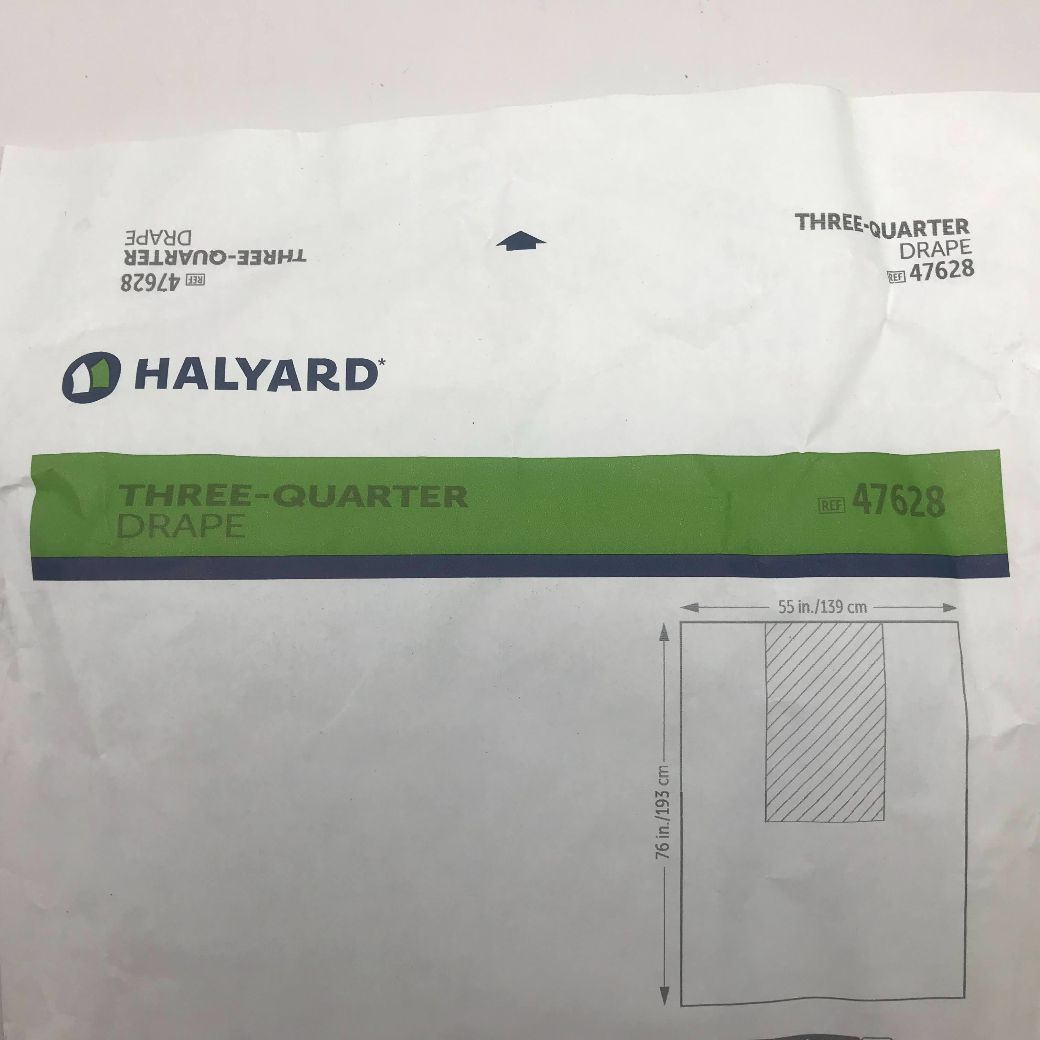 DRAPE
THREE-QUARTER
REF 47628
THREE-QUARTER
DRAPE
REF 47628
HALYARD*
THREE-QUARTER
DRAPE
REF 47628
55 in./139 cm
76 in./193 cm